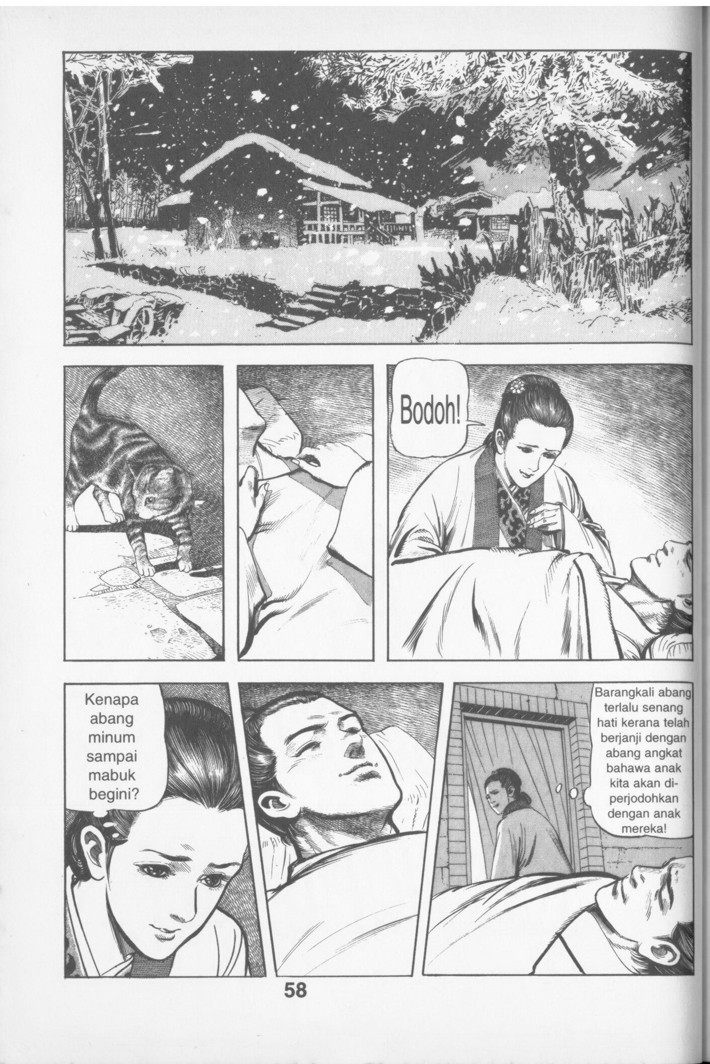 Bodoh!
Kenapa
abang
minum
sampai
mabuk
begini?
Barangkali abang
terlalu senang
hati kerana telah
berjanji dengan
abang angkat
bahawa anak
kita akan di-
perjodohkan
dengan anak
mereka!
58